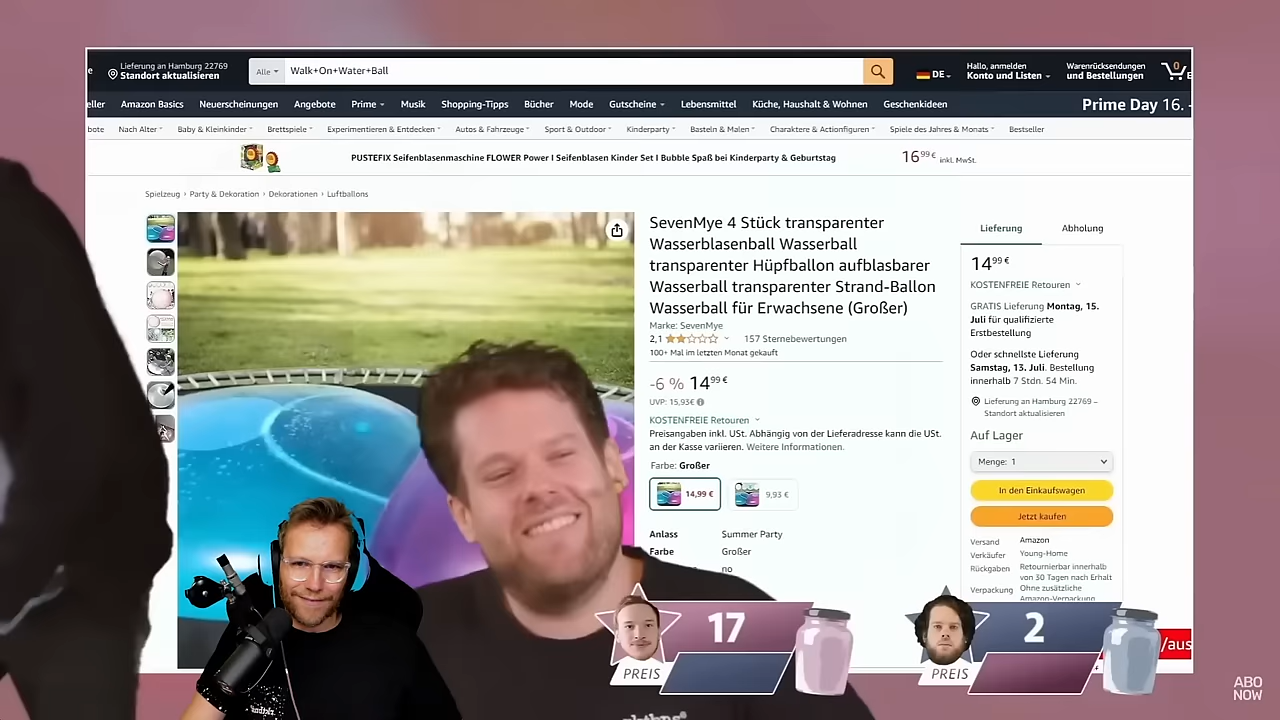 e
Lieferung an Hamburg 22769
Standort aktualisieren
Alle
Walk+On+Water+Ball
DE
Hallo, anmelden
Konto und Listen
Warenrücksendungen
und Bestellungen
0
E
eller
Amazon Basics
Neuerscheinungen
Angebote
Prime
Musik
Shopping-Tipps
Bücher
Mode
Gutscheine
Lebensmittel
Küche, Haushalt & Wohnen
Geschenkideen
Prime Day 16. -
bote
Nach Alter
Baby & Kleinkinder
Brettspiele
Experimentieren & Entdecken
Autos & Fahrzeuge
Sport & Outdoor
Kinderparty
Basteln & Malen
Charaktere & Actionfiguren
Spiele des Jahres & Monats
Bestseller
PUSTEFIX Seifenblasenmaschine FLOWER Power I Seifenblasen Kinder Set I Bubble Spaß bei Kinderparty & Geburtstag
16 99 € inkl. MwSt.
Spielzeug › Party & Dekoration › Dekorationen › Luftballons
SevenMye 4 Stück transparenter
Wasserblasenball Wasserball
transparenter Hüpfballon aufblasbarer
Wasserball transparenter Strand-Ballon
Wasserball für Erwachsene (Großer)
Marke: SevenMye
2,1
157 Sternebewertungen
100+ Mal im letzten Monat gekauft
-6 % 14 99 €
UVP: 15,93€
KOSTENFREIE Retouren
Preisangaben inkl. USt. Abhängig von der Lieferadresse kann die USt.
an der Kasse variieren. Weitere Informationen.
Farbe: Großer
14,99 €
9,93 €
Anlass Summer Party
Farbe Großer
no
Lieferung
Abholung
14 99 €
KOSTENFREIE Retouren
GRATIS Lieferung Montag, 15.
Juli für qualifizierte
Erstbestellung
Oder schnellste Lieferung
Samstag, 13. Juli. Bestellung
innerhalb 7 Stdn. 54 Min.
Lieferung an Hamburg 22769 –
Standort aktualisieren
Auf Lager
Menge: 1
In den Einkaufswagen
Jetzt kaufen
Versand Amazon
Verkäufer Young-Home
Rückgaben Retournierbar innerhalb
von 30 Tagen nach Erhalt
Verpackung Ohne zusätzliche
Amazon-Verpackung
17
PREIS
2
PREIS
/aus
ABO
NOW